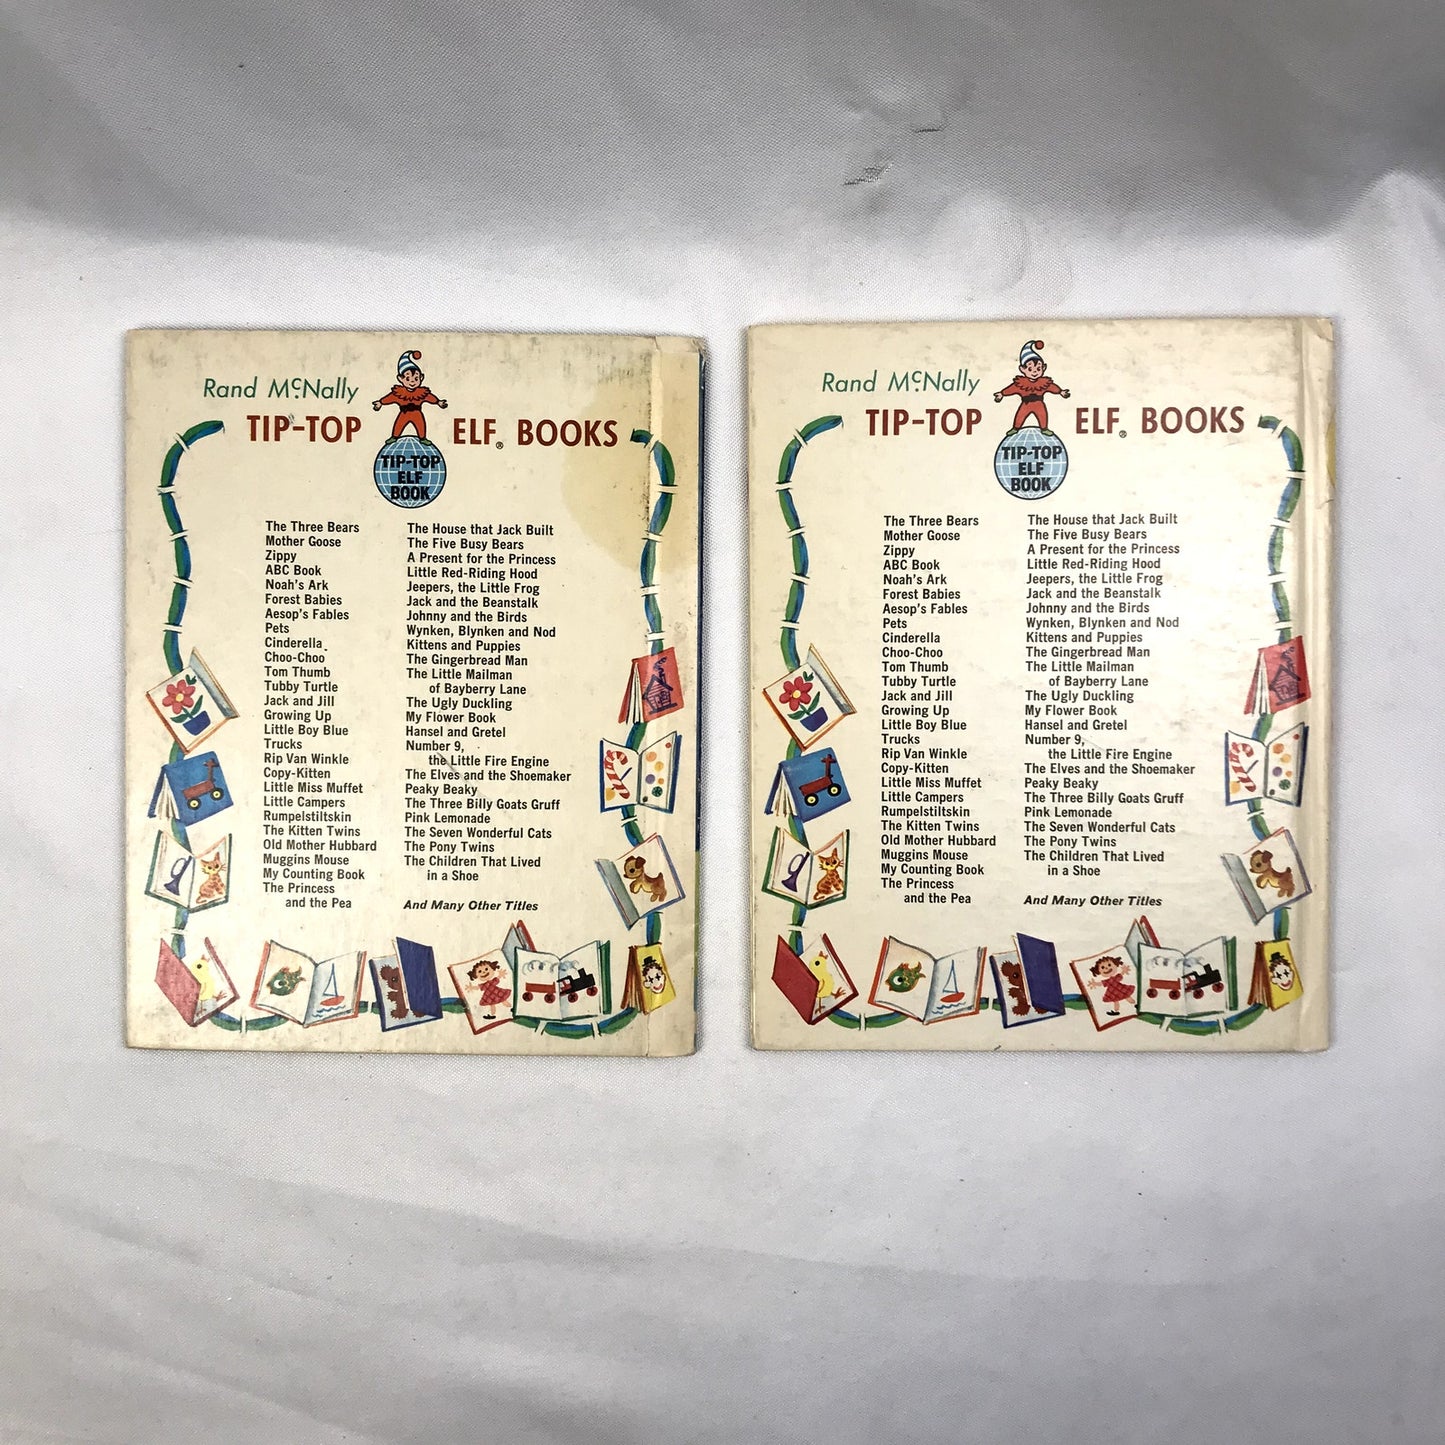 Rand McNally
TIP-TOP ELF® BOOKS
TIP-TOP
ELF
BOOK
The Three Bears
Mother Goose
Zippy
ABC Book
Noah's Ark
Forest Babies
Aesop's Fables
Pets
Cinderella
Choo-Choo
Tom Thumb
Tubby Turtle
Jack and Jill
Growing Up
Little Boy Blue
Trucks
Rip Van Winkle
Copy-Kitten
Little Miss Muffet
Little Campers
Rumpelstiltskin
The Kitten Twins
Old Mother Hubbard
Muggins Mouse
My Counting Book
The Princess
and the Pea
The House that Jack Built
The Five Busy Bears
A Present for the Princess
Little Red-Riding Hood
Jeepers, the Little Frog
Jack and the Beanstalk
Johnny and the Birds
Wynken, Blynken and Nod
Kittens and Puppies
The Gingerbread Man
The Little Mailman
of Bayberry Lane
The Ugly Duckling
My Flower Book
Hansel and Gretel
Number 9,
the Little Fire Engine
The Elves and the Shoemaker
Peaky Beaky
The Three Billy Goats Gruff
Pink Lemonade
The Seven Wonderful Cats
The Pony Twins
The Children That Lived
in a Shoe
And Many Other Titles
Rand McNally
TIP-TOP ELF® BOOKS
TIP-TOP
ELF
BOOK
The Three Bears
Mother Goose
Zippy
ABC Book
Noah's Ark
Forest Babies
Aesop's Fables
Pets
Cinderella
Choo-Choo
Tom Thumb
Tubby Turtle
Jack and Jill
Growing Up
Little Boy Blue
Trucks
Rip Van Winkle
Copy-Kitten
Little Miss Muffet
Little Campers
Rumpelstiltskin
The Kitten Twins
Old Mother Hubbard
Muggins Mouse
My Counting Book
The Princess
and the Pea
The House that Jack Built
The Five Busy Bears
A Present for the Princess
Little Red-Riding Hood
Jeepers, the Little Frog
Jack and the Beanstalk
Johnny and the Birds
Wynken, Blynken and Nod
Kittens and Puppies
The Gingerbread Man
The Little Mailman
of Bayberry Lane
The Ugly Duckling
My Flower Book
Hansel and Gretel
Number 9,
the Little Fire Engine
The Elves and the Shoemaker
Peaky Beaky
The Three Billy Goats Gruff
Pink Lemonade
The Seven Wonderful Cats
The Pony Twins
The Children That Lived
in a Shoe
And Many Other Titles